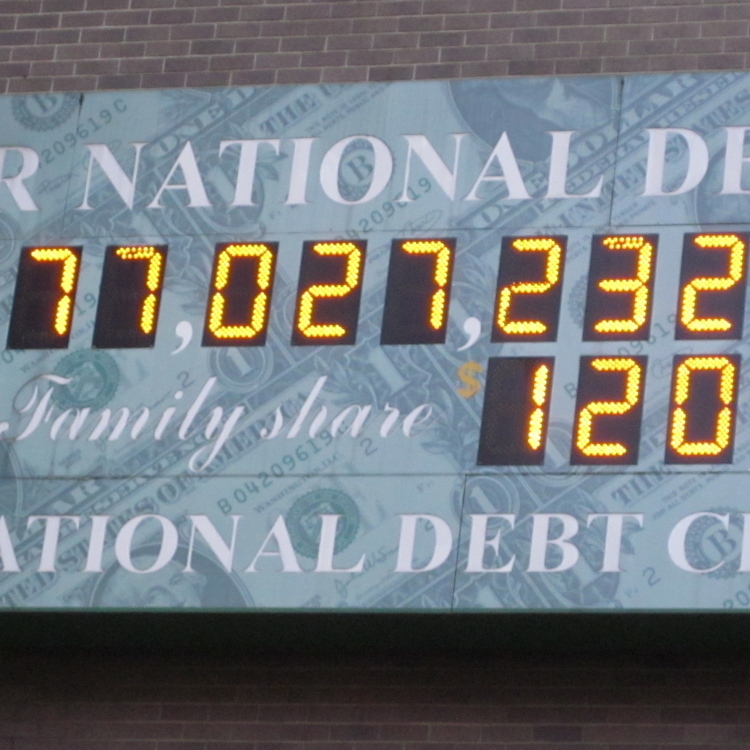 R NATIONAL DE
77,027,232
Family share $120
ATIONAL DEBT C